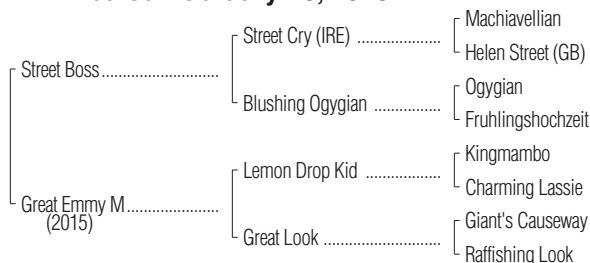 Machiavellian
Street Cry (IRE) ..................
Helen Street (GB)
Street Boss.........................
Ogygian
Blushing Ogygian ................
Fruhlingshochzeit
Kingmambo
Lemon Drop Kid ................
Charming Lassie
Great Emmy M....................
(2015)
Giant's Causeway
Great Look .......................
Raffishing Look